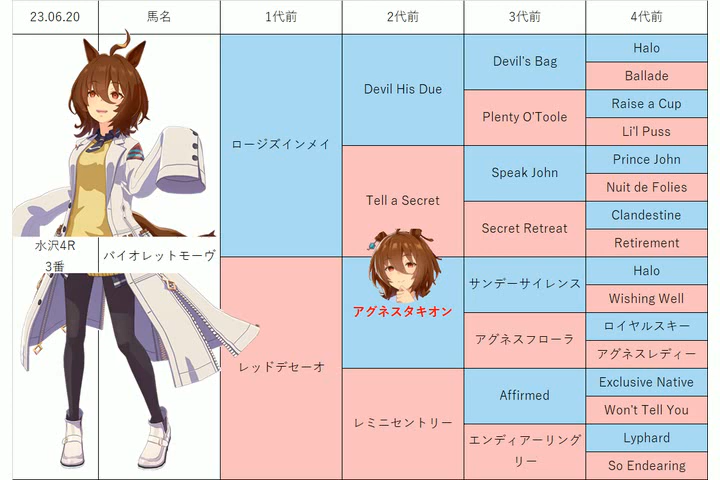 23.06.20 馬名 1代前 2代前 3代前 4代前
水沢4R
3番
バイオレットモーヴ
ロージズインメイ
レッドデセーオ
Devil His Due
Tell a Secret
アグネスタキオン
レミニセントリー
Devil's Bag
Plenty O'Toole
Speak John
Secret Retreat
サンデーサイレンス
アグネスフローラ
Affirmed
エンディアーリング
リー
Halo
Ballade
Raise a Cup
Li'l Puss
Prince John
Nuit de Folies
Clandestine
Retirement
Halo
Wishing Well
ロイヤルスキー
アグネスレディー
Exclusive Native
Won't Tell You
Lyphard
So Endearing